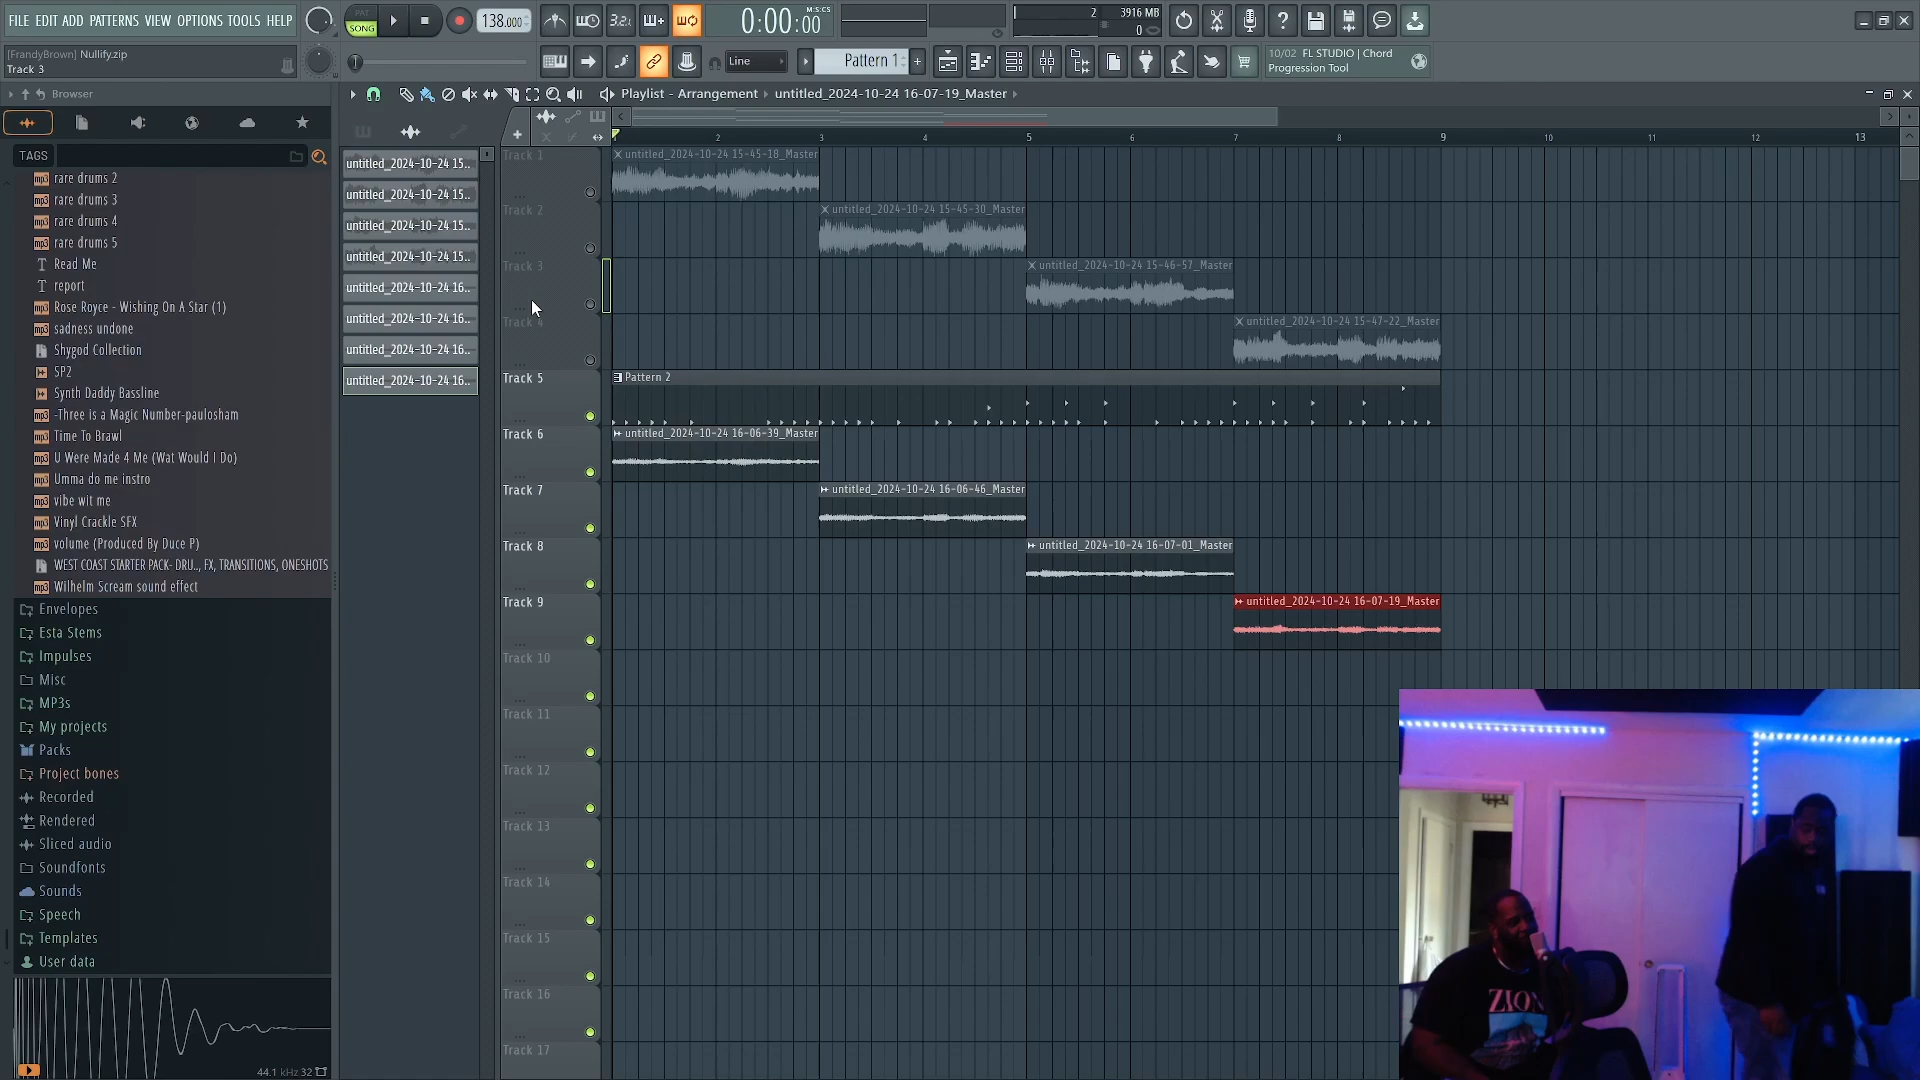 FILE EDIT ADD PATTERNS VIEW OPTIONS TOOLS HELP
PAT
SONG
138.000
3.2.
0:00:00
M:S:CS
2
3916 MB
0
[FrandyBrown] Nullify.zip
Track 3
Line
Pattern 1
10/02 FL STUDIO | Chord
Progression Tool
Browser
Playlist - Arrangement
untitled_2024-10-24 16-07-19_Master
TAGS
rare drums 2
rare drums 3
rare drums 4
rare drums 5
Read Me
report
Rose Royce - Wishing On A Star (1)
sadness undone
Shygod Collection
SP2
Synth Daddy Bassline
-Three is a Magic Number-paulosham
Time To Brawl
U Were Made 4 Me (Wat Would I Do)
Umma do me instro
vibe wit me
Vinyl Crackle SFX
volume (Produced By Duce P)
WEST COAST STARTER PACK- DRU.., FX, TRANSITIONS, ONESHOTS
Wilhelm Scream sound effect
Envelopes
Esta Stems
Impulses
Misc
MP3s
My projects
Packs
Project bones
Recorded
Rendered
Sliced audio
Soundfonts
Sounds
Speech
Templates
User data
44.1 kHz 32
untitled_2024-10-24 15..
untitled_2024-10-24 15..
untitled_2024-10-24 15..
untitled_2024-10-24 15..
untitled_2024-10-24 16..
untitled_2024-10-24 16..
untitled_2024-10-24 16..
untitled_2024-10-24 16..
2 3 4 5 6 7 8 9 10 11 12 13
Track 1
untitled_2024-10-24 15-45-18_Master
Track 2
untitled_2024-10-24 15-45-30_Master
Track 3
untitled_2024-10-24 15-46-57_Master
Track 4
untitled_2024-10-24 15-47-22_Master
Track 5
Pattern 2
Track 6
untitled_2024-10-24 16-06-39_Master
Track 7
untitled_2024-10-24 16-06-46_Master
Track 8
untitled_2024-10-24 16-07-01_Master
Track 9
untitled_2024-10-24 16-07-19_Master
Track 10
Track 11
Track 12
Track 13
Track 14
Track 15
Track 16
Track 17
ZION